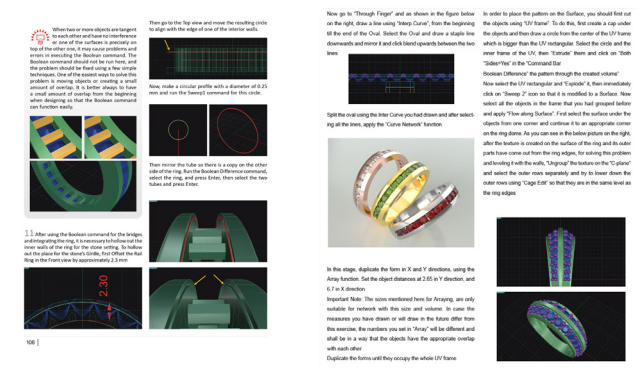 When two or more objects are tangent
to each other and have no interference
or one of the surfaces is precisely on
top of the other one, it may cause problems and
errors in executing the Boolean command. The
Boolean command should not be run here, and
the problem should be fixed using a few simple
techniques. One of the easiest ways to solve this
problem is moving objects or creating a small
amount of overlap. It is better to always have
a small amount of overlap from the beginning
when designing so that the Boolean command
can function easily.
11 After using the Boolean command for the bridges
and integrating the ring, it is necessary to hollow out the
inner walls of the ring for the stone setting. To hollow
out the place for the stone's Girdle, first Offset the Rail
Ring in the Front view by approximately 2.3 mm
2.30
108 |
Then go to the Top view and move the resulting circle
to align with the edge of one of the interior walls.
Now, make a circular profile with a diameter of 0.25
mm and run the Sweep1 command for this circle.
Then mirror the tube so there is a copy on the other
side of the ring. Run the Boolean Difference command,
select the ring, and press Enter, then select the two
tubes and press Enter.
Now go to "Through Finger" and as shown in the figure below
on the right, draw a line using "Interp Curve", from the beginning
till the end of the Oval. Select the Oval and draw a staple line
downwards and mirror it and click blend upwards between the two
lines
Split the oval using the Inter Curve you had drawn and after select-
ing all the lines, apply the "Curve Network" function
In this stage, duplicate the form in X and Y directions, using the
Array function. Set the object distances at 2.65 in Y direction, and
6.7 in X direction
Important Note: The sizes mentioned here for Arraying, are only
suitable for network with this size and volume. In case the
measures you have drawn or will draw in the future differ from
this exercise, the numbers you set in "Array" will be different and
shall be in a way that the objects have the appropriate overlap
with each other
Duplicate the forms until they occupy the whole UV frame
In order to place the pattern on the Surface, you should first cut
the objects using "UV frame". To do this, first create a cap under
the objects and then draw a circle from the center of the UV frame
which is bigger than the UV rectangular. Select the circle and the
inner frame of the UV, then "Extrude" them and click on "Both
"Sides=Yes" in the "Command Bar
Boolean Difference" the pattern through the created volume"
Now select the UV rectangular and "Explode" it, then immediately
click on "Sweep 2" icon so that it is modified to a Surface. Now
select all the objects in the frame that you had grouped before
and apply "Flow along Surface". First select the surface under the
objects from one corner and continue it to an appropriate corner
on the ring dome. As you can see in the below picture on the right,
after the texture is created on the surface of the ring and its outer
parts have come out from the ring edges, for solving this problem
and leveling it with the walls, "Ungroup" the texture on the "C-plane"
and select the outer rows separately and try to lower down the
outer rows using "Cage Edit" so that they are in the same level as
the ring edges